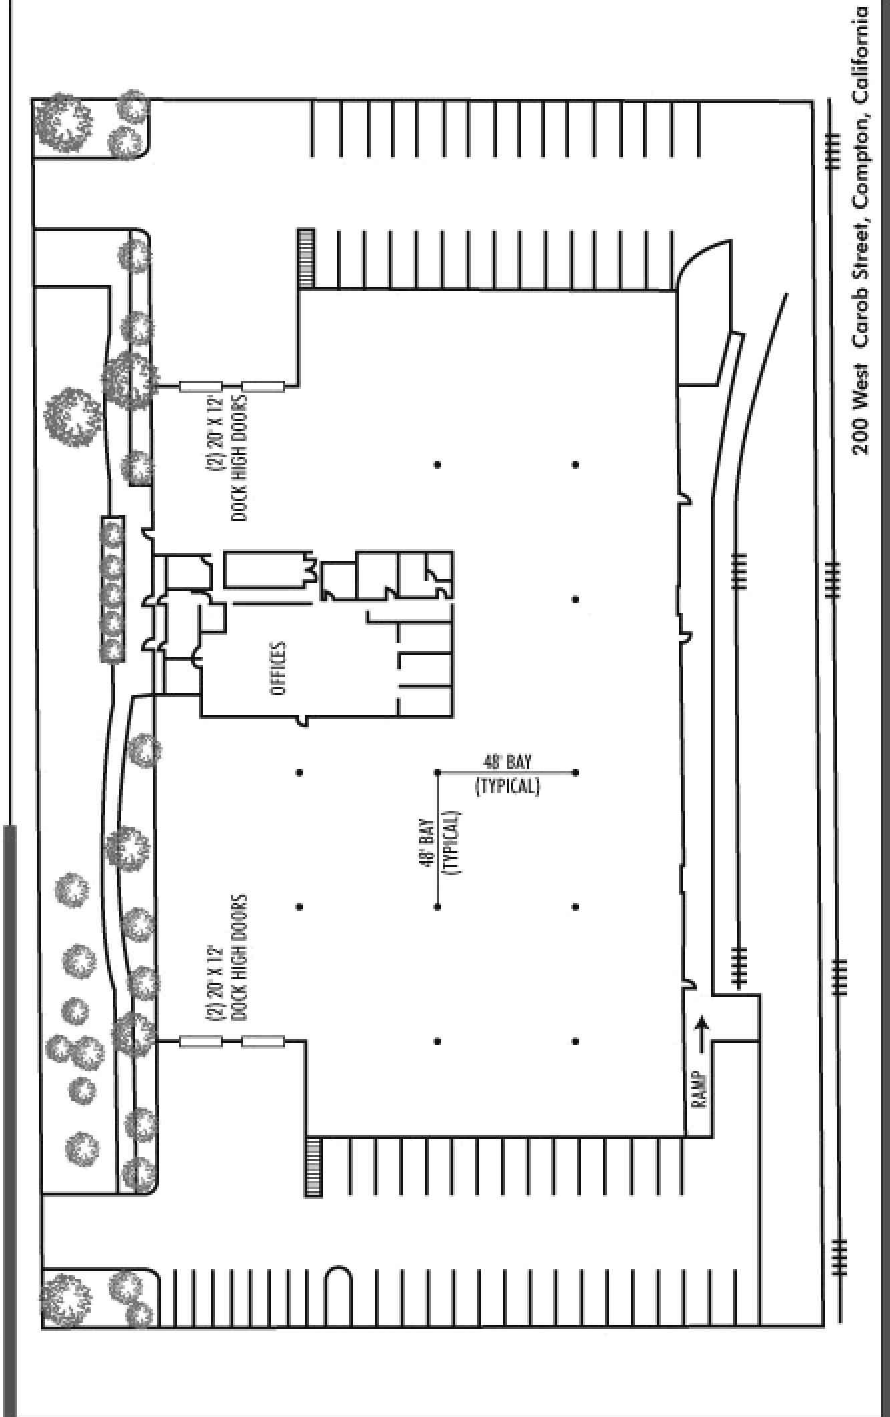 200 West Carob Street, Compton, California
(2) 20' X 12'
DOCK HIGH DOORS
OFFICES
48' BAY
(TYPICAL)
48' BAY
(TYPICAL)
(2) 20' X 12'
DOCK HIGH DOORS
RAMP